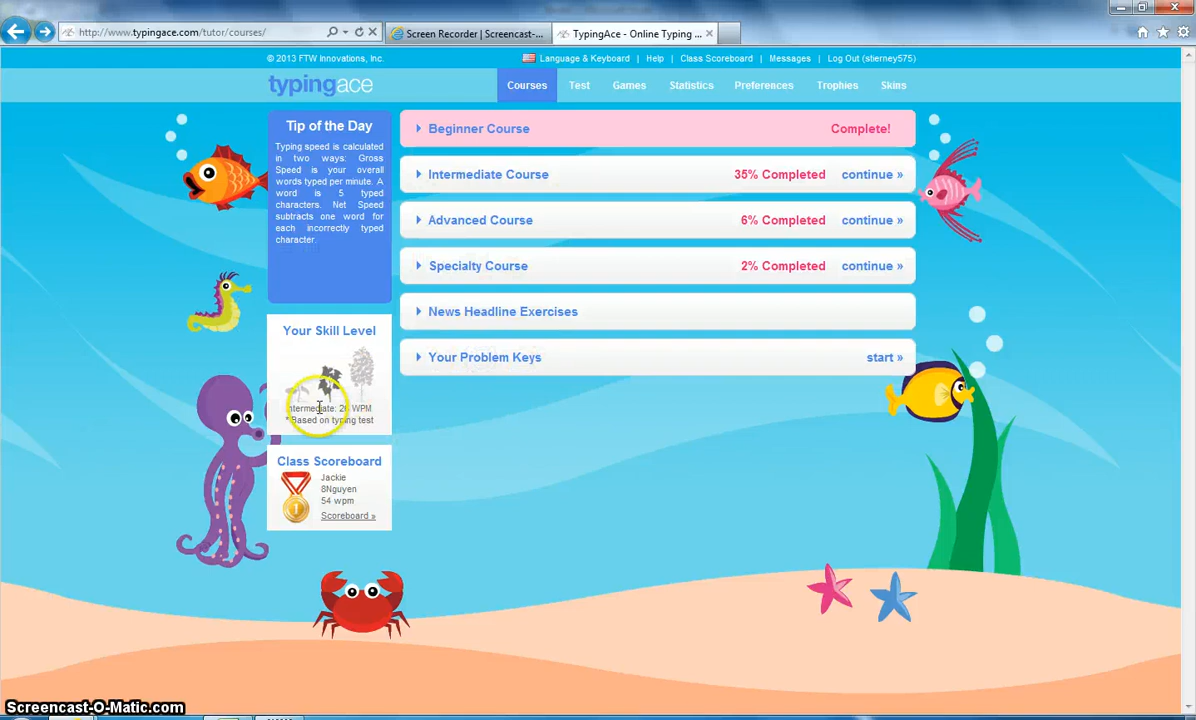 http://www.typingace.com/tutor/courses/
Screen Recorder | Screencast-...
TypingAce - Online Typing ...
© 2013 FTW Innovations, Inc.
Language & Keyboard | Help | Class Scoreboard | Messages | Log Out (stierney575)
typingace
Courses Test Games Statistics Preferences Trophies Skins
Tip of the Day
Typing speed is calculated
in two ways: Gross
Speed is your overall
words typed per minute. A
word is 5 typed
characters. Net Speed
subtracts one word for
each incorrectly typed
character.
Beginner Course Complete!
Intermediate Course 35% Completed continue »
Advanced Course 6% Completed continue »
Specialty Course 2% Completed continue »
News Headline Exercises
Your Problem Keys start »
Your Skill Level
Intermediate: WPM
*Based on typing test
Class Scoreboard
1
Jackie
8Nguyen
54 wpm
Scoreboard »
Screencast-O-Matic.com